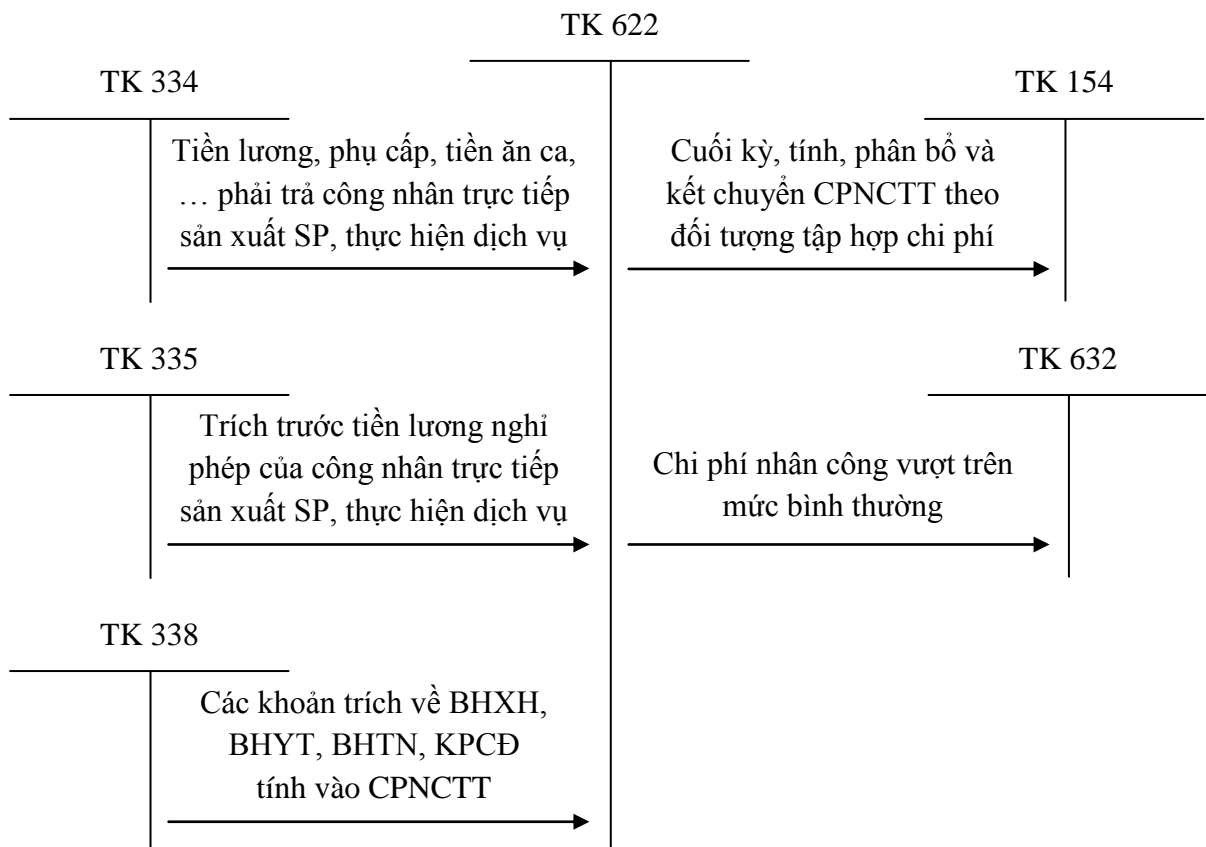 TK 622
TK 334
TK 154
Tiền lương, phụ cấp, tiền ăn ca,
… phải trả công nhân trực tiếp
sản xuất SP, thực hiện dịch vụ
Cuối kỳ, tính, phân bổ và
kết chuyển CPNCTT theo
đối tượng tập hợp chi phí
TK 335
TK 632
Trích trước tiền lương nghỉ
phép của công nhân trực tiếp
sản xuất SP, thực hiện dịch vụ
Chi phí nhân công vượt trên
mức bình thường
TK 338
Các khoản trích về BHXH,
BHYT, BHTN, KPCĐ
tính vào CPNCTT